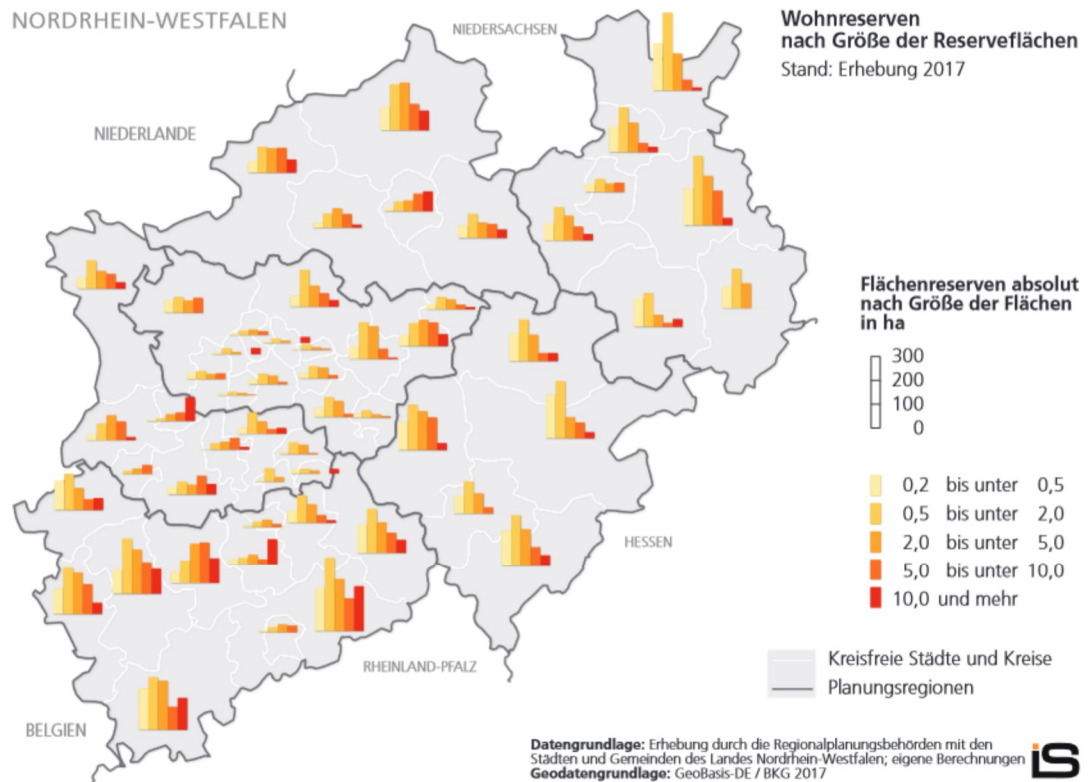 NORDRHEIN-WESTFALEN
NIEDERSACHSEN
Wohnreserven
nach Größe der Reserveflächen
Stand: Erhebung 2017
NIEDERLANDE
Flächenreserven absolut
nach Größe der Flächen
in ha
300
200
100
0
0,2 bis unter 0,5
0,5 bis unter 2,0
2,0 bis unter 5,0
5,0 bis unter 10,0
10,0 und mehr
HESSEN
RHEINLAND-PFALZ
BELGIEN
Kreisfreie Städte und Kreise
Planungsregionen
Datengrundlage: Erhebung durch die Regionalplanungsbehörden mit den
Städten und Gemeinden des Landes Nordrhein-Westfalen; eigene Berechnungen
Geodatengrundlage: GeoBasis-DE / BKG 2017
iS